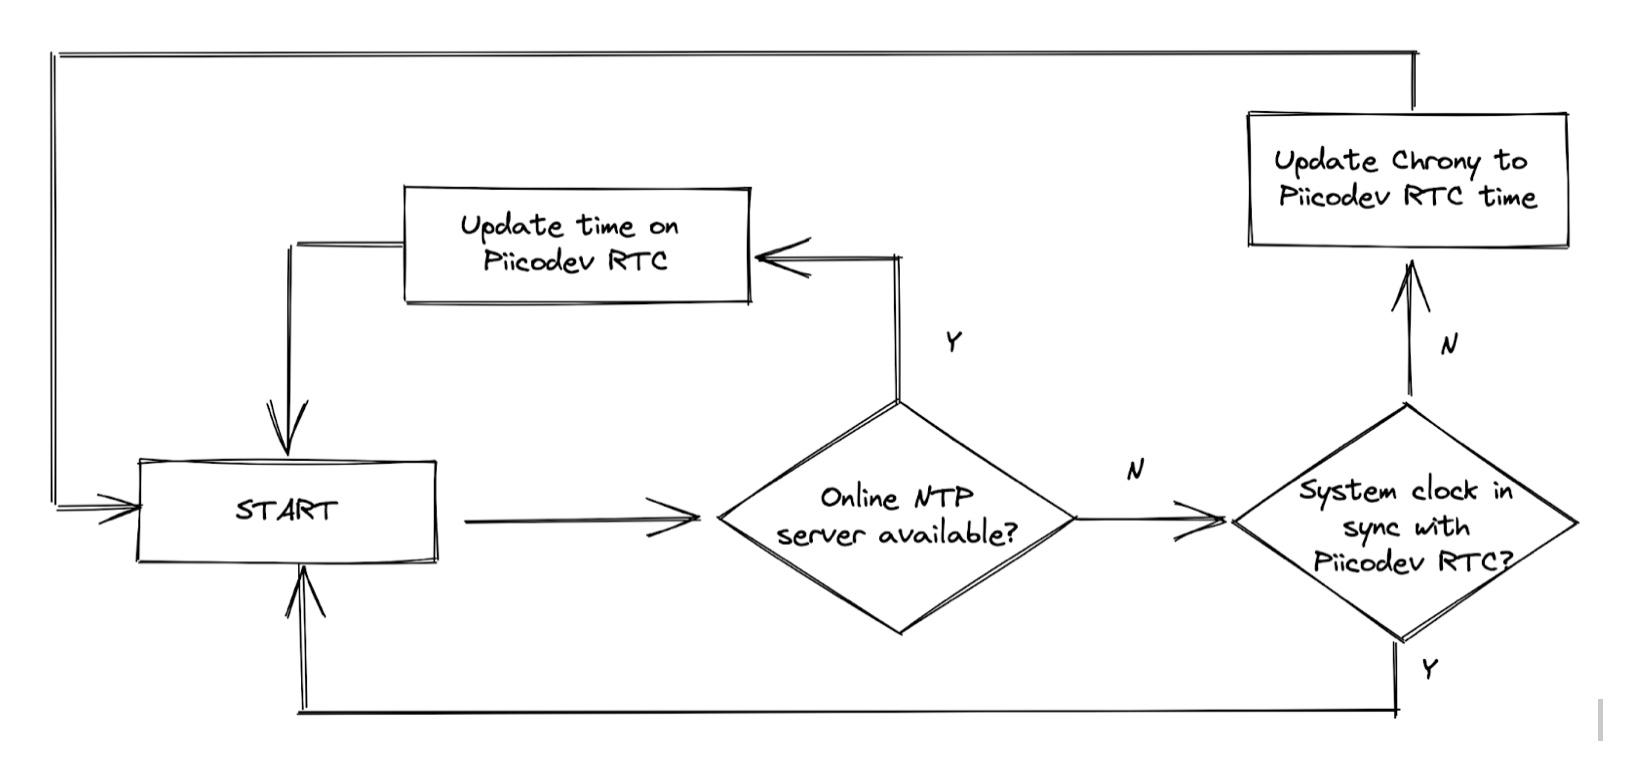 Update Chrony to
Piicodev RTC time
Update time on
Piicodev RTC
Y
N
START
Online NTP
server available?
N
System clock in
sync with
Piicodev RTC?
Y